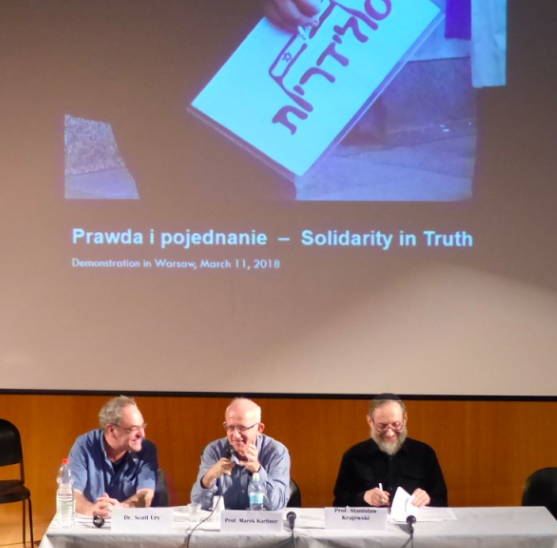 סולידריות
Prawda i pojednanie – Solidarity in Truth
Demonstration in Warsaw, March 11, 2018
Dr. Scott Ury
Prof. Marek Kucia
Prof. Stanisław
Krajewski